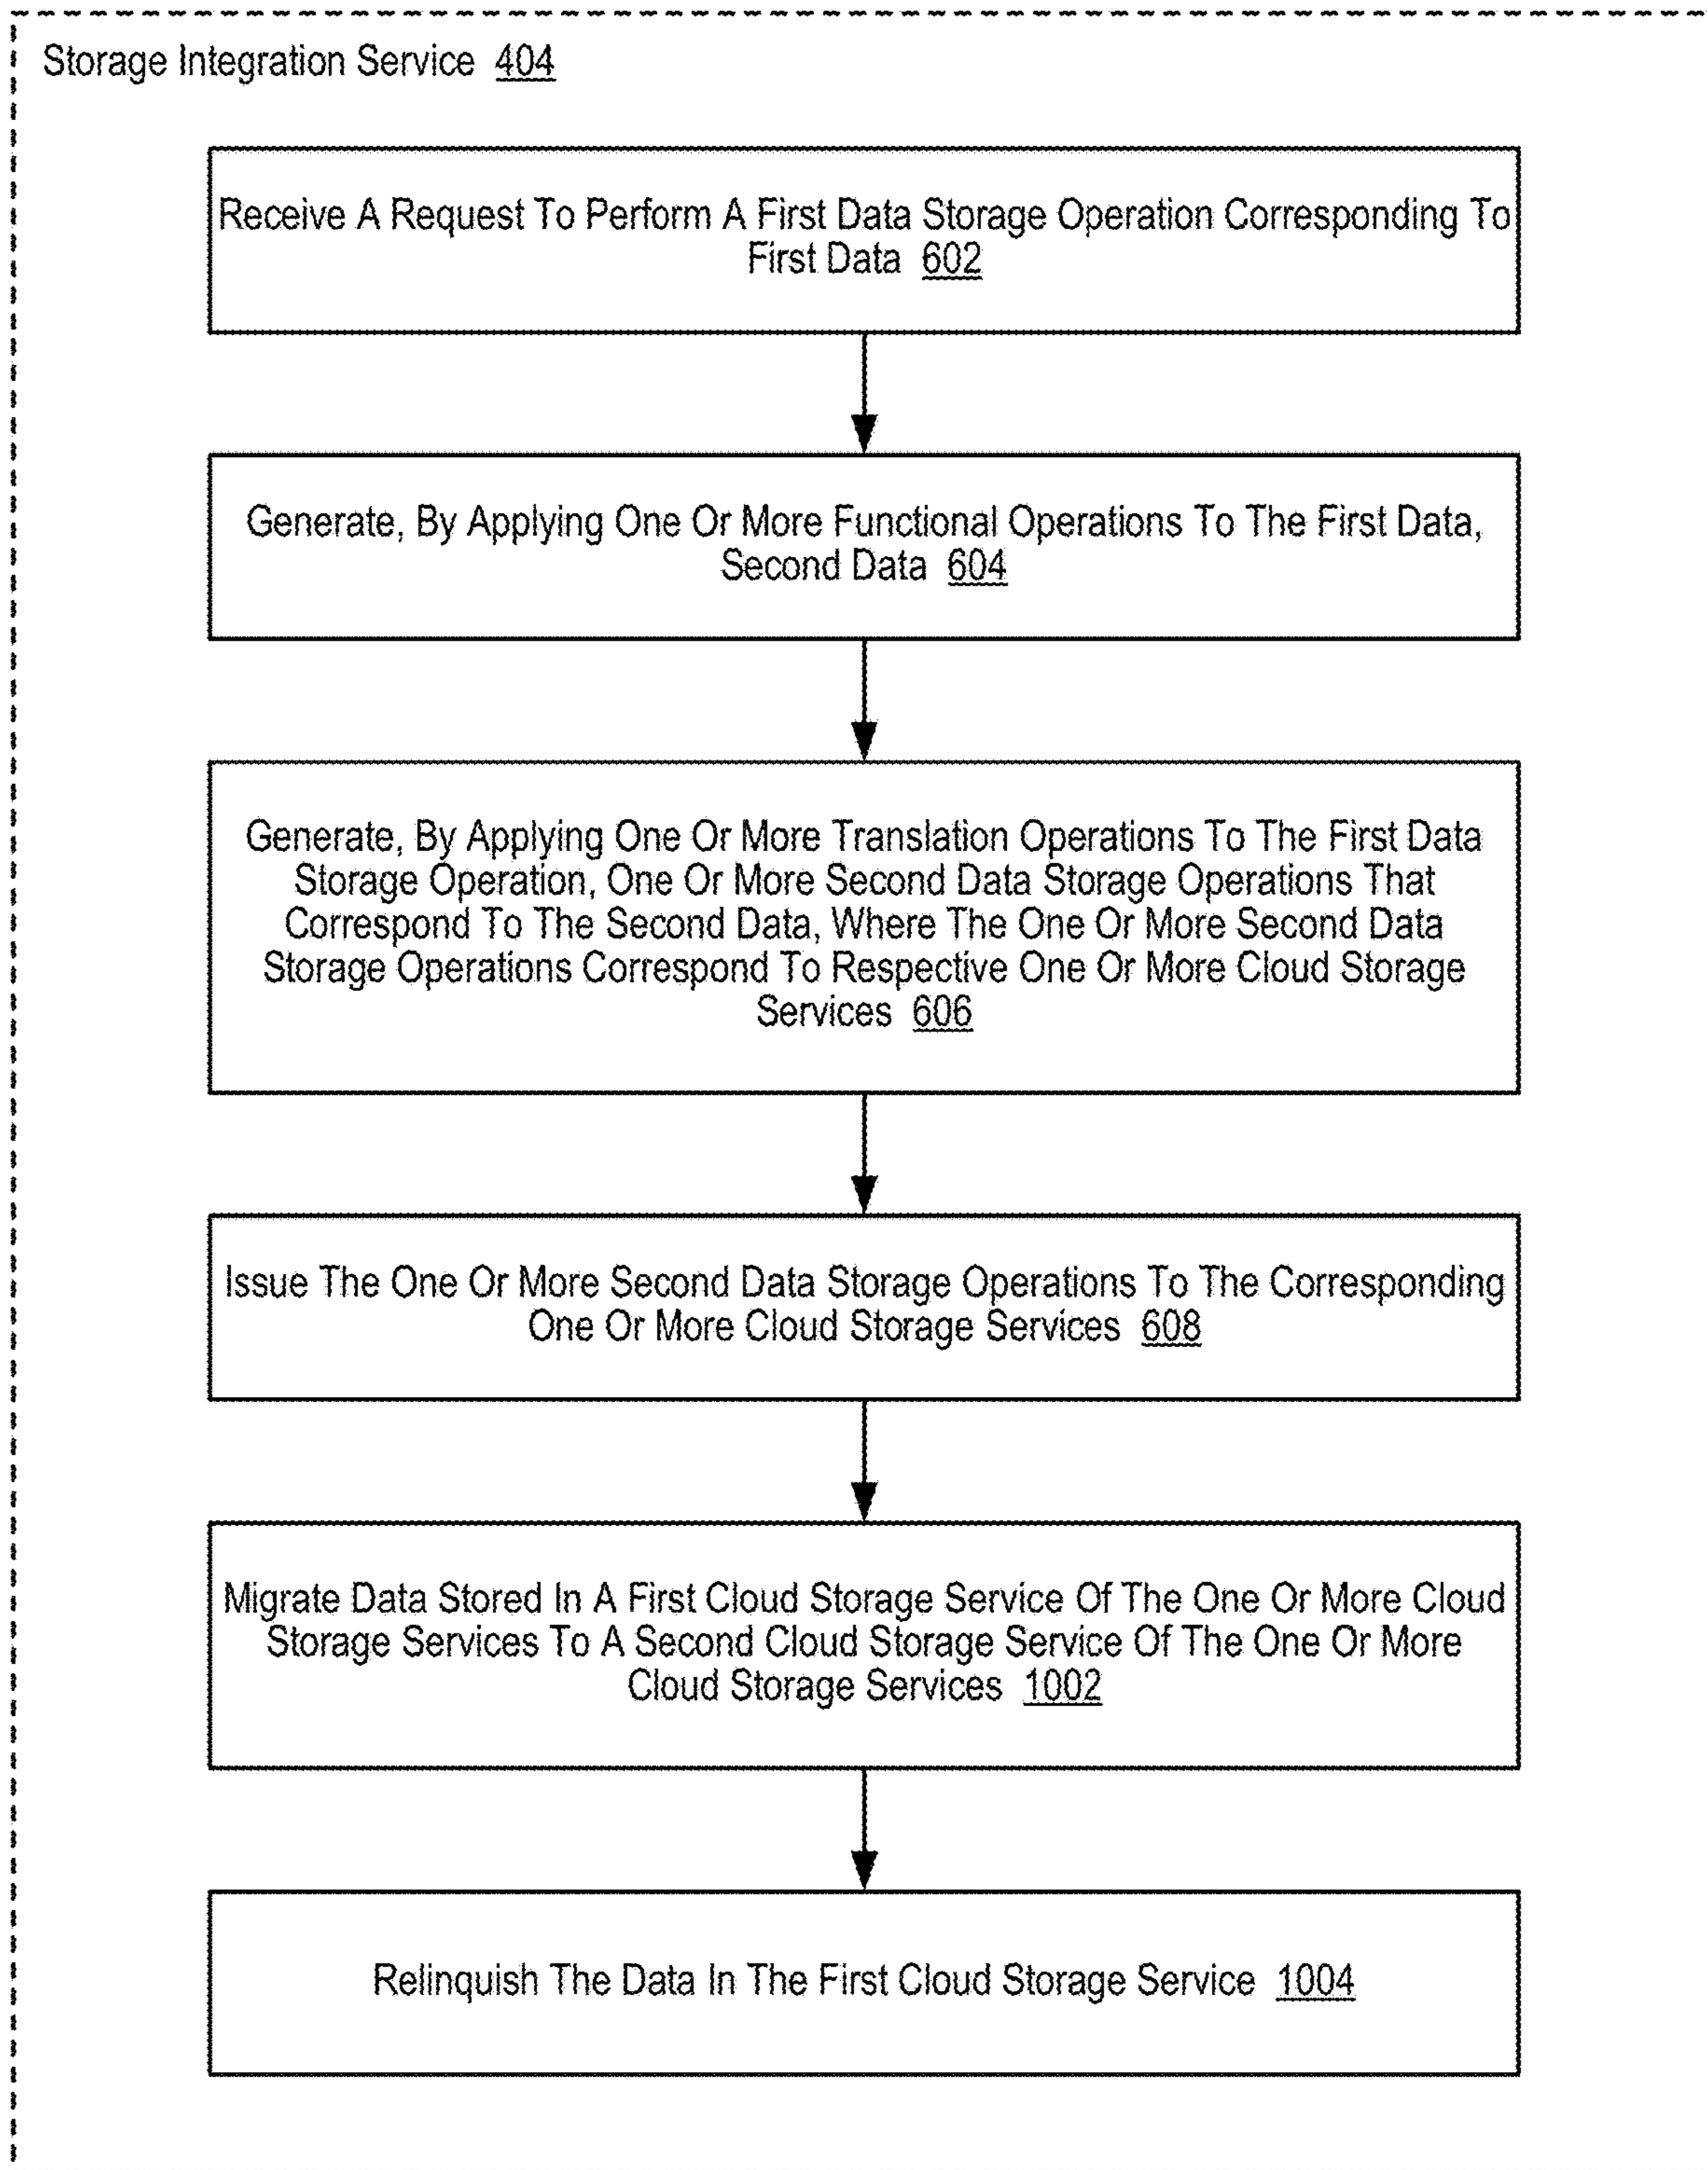 Storage Integration Service 404
Receive A Request To Perform A First Data Storage Operation Corresponding To
First Data 602
Generate, By Applying One Or More Functional Operations To The First Data,
Second Data 604
Generate, By Applying One Or More Translation Operations To The First Data
Storage Operation, One Or More Second Data Storage Operations That
Correspond To The Second Data, Where The One Or More Second Data
Storage Operations Correspond To Respective One Or More Cloud Storage
Services 606
Issue The One Or More Second Data Storage Operations To The Corresponding
One Or More Cloud Storage Services 608
Migrate Data Stored In A First Cloud Storage Service Of The One Or More Cloud
Storage Services To A Second Cloud Storage Service Of The One Or More
Cloud Storage Services 1002
Relinquish The Data In The First Cloud Storage Service 1004